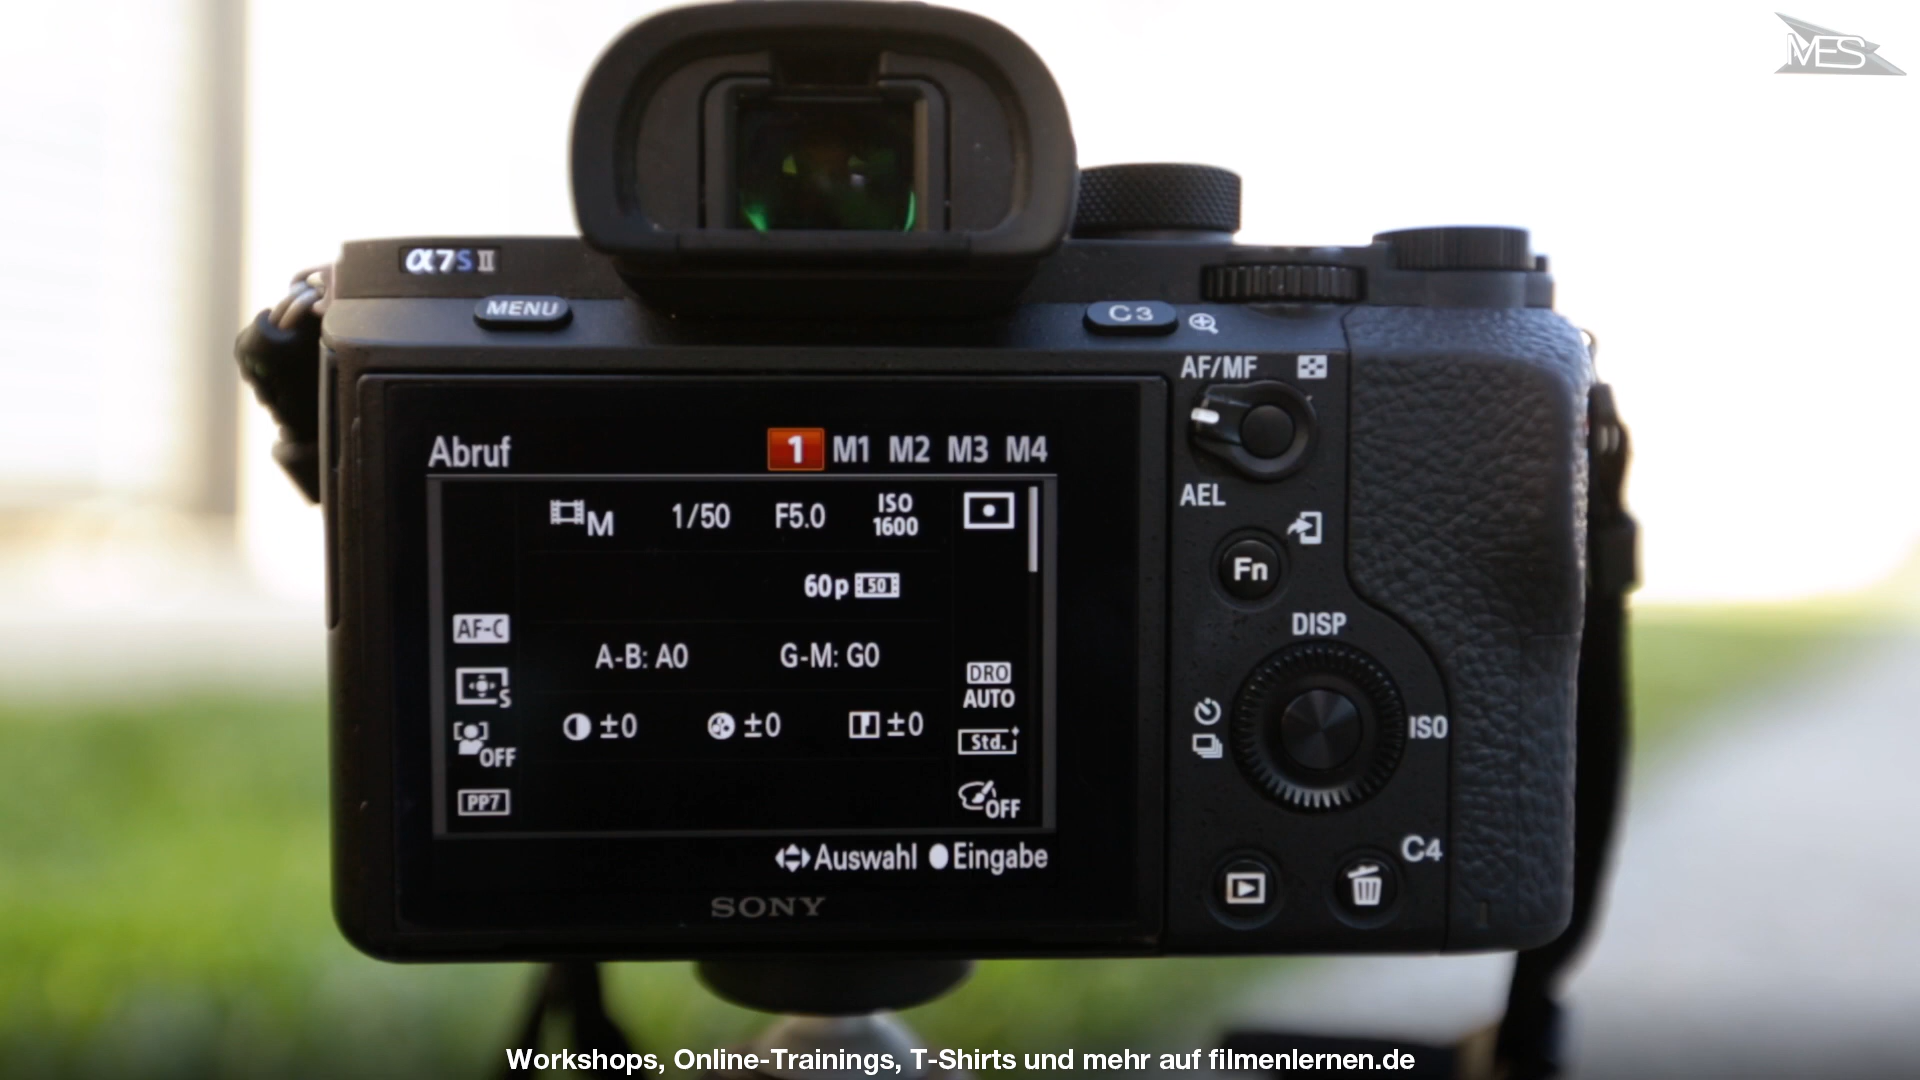 MES
α7SII
MENU
C3
AF/MF
Abruf
1 M1 M2 M3 M4
AEL
M 1/50 F5.0 ISO 1600
Fn
60p 50
DISP
AF-C
A-B: A0 G-M: G0
DRO AUTO
S
ISO
±0 ±0 ±0
Std.
OFF
PP7
OFF
C4
Auswahl Eingabe
SONY
Workshops, Online-Trainings, T-Shirts und mehr auf filmenlernen.de